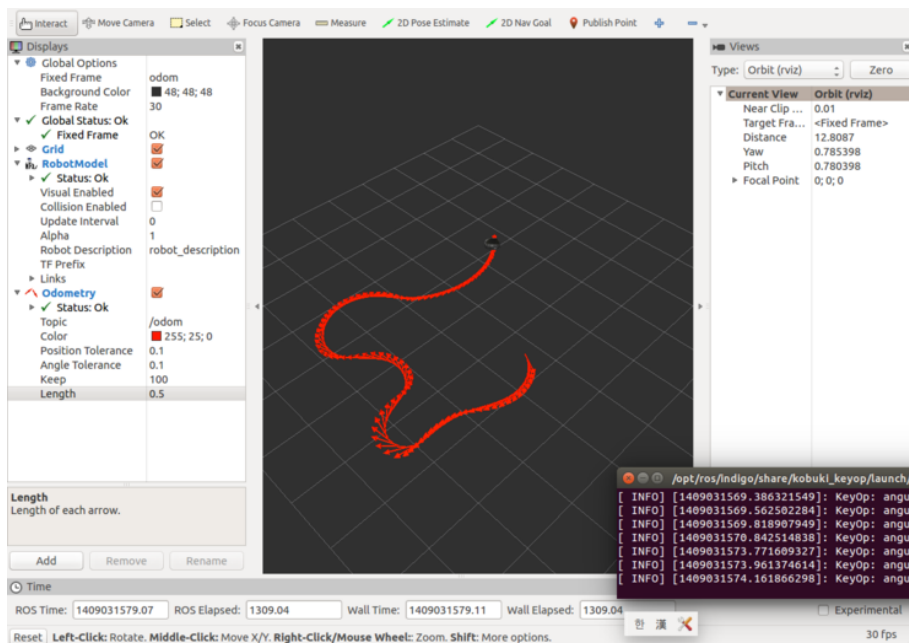 Interact Move Camera Select Focus Camera Measure 2D Pose Estimate 2D Nav Goal Publish Point
Displays
Global Options
Fixed Frame odom
Background Color 48; 48; 48
Frame Rate 30
Global Status: Ok
Fixed Frame OK
Grid
RobotModel
Status: Ok
Visual Enabled
Collision Enabled
Update Interval 0
Alpha 1
Robot Description robot_description
TF Prefix
Links
Odometry
Status: Ok
Topic /odom
Color 255; 25; 0
Position Tolerance 0.1
Angle Tolerance 0.1
Keep 100
Length 0.5
Length
Length of each arrow.
Add Remove Rename
Views
Type: Orbit (rviz) Zero
Current View Orbit (rviz)
Near Clip ... 0.01
Target Fra... <Fixed Frame>
Distance 12.8087
Yaw 0.785398
Pitch 0.780398
Focal Point 0; 0; 0
/opt/ros/indigo/share/kobuki_keyop/launch/
[ INFO] [1409031569.386321549]: KeyOp: angu
[ INFO] [1409031569.562502284]: KeyOp: angu
[ INFO] [1409031569.818907949]: KeyOp: angu
[ INFO] [1409031570.842514838]: KeyOp: angu
[ INFO] [1409031573.771609327]: KeyOp: angu
[ INFO] [1409031573.961374614]: KeyOp: angu
[ INFO] [1409031574.161866298]: KeyOp: angu
Time
ROS Time: 1409031579.07 ROS Elapsed: 1309.04 Wall Time: 1409031579.11 Wall Elapsed: 1309.04 Experimental
한 漢
Reset Left-Click: Rotate. Middle-Click: Move X/Y. Right-Click/Mouse Wheel: Zoom. Shift: More options. 30 fps